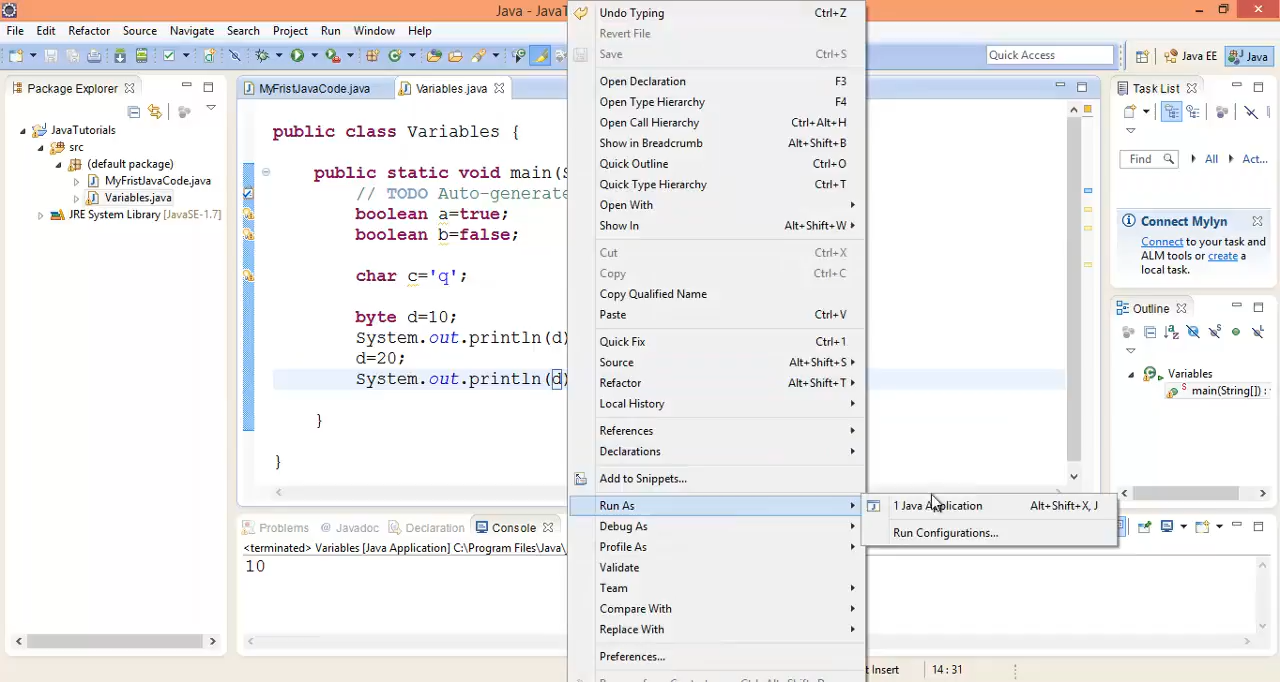 Java - JavaT
File Edit Refactor Source Navigate Search Project Run Window Help
Quick Access
Java EE
Java
Package Explorer
JavaTutorials
src
(default package)
MyFristJavaCode.java
Variables.java
JRE System Library [JavaSE-1.7]
MyFristJavaCode.java
Variables.java
public class Variables {
public static void main(S
// TODO Auto-generate
boolean a=true;
boolean b=false;
char c='q';
byte d=10;
System.out.println(d)
d=20;
System.out.println(d)
}
}
Problems Javadoc Declaration Console
<terminated> Variables [Java Application] C:\Program Files\Java\
10
Undo Typing Ctrl+Z
Revert File
Save Ctrl+S
Open Declaration F3
Open Type Hierarchy F4
Open Call Hierarchy Ctrl+Alt+H
Show in Breadcrumb Alt+Shift+B
Quick Outline Ctrl+O
Quick Type Hierarchy Ctrl+T
Open With
Show In Alt+Shift+W
Cut Ctrl+X
Copy Ctrl+C
Copy Qualified Name
Paste Ctrl+V
Quick Fix Ctrl+1
Source Alt+Shift+S
Refactor Alt+Shift+T
Local History
References
Declarations
Add to Snippets...
Run As
Debug As
Profile As
Validate
Team
Compare With
Replace With
Preferences...
1 Java Application Alt+Shift+X, J
Run Configurations...
Task List
Find All Act...
Connect Mylyn
Connect to your task and
ALM tools or create a
local task.
Outline
Variables
main(String[]) :
t Insert 14 : 31